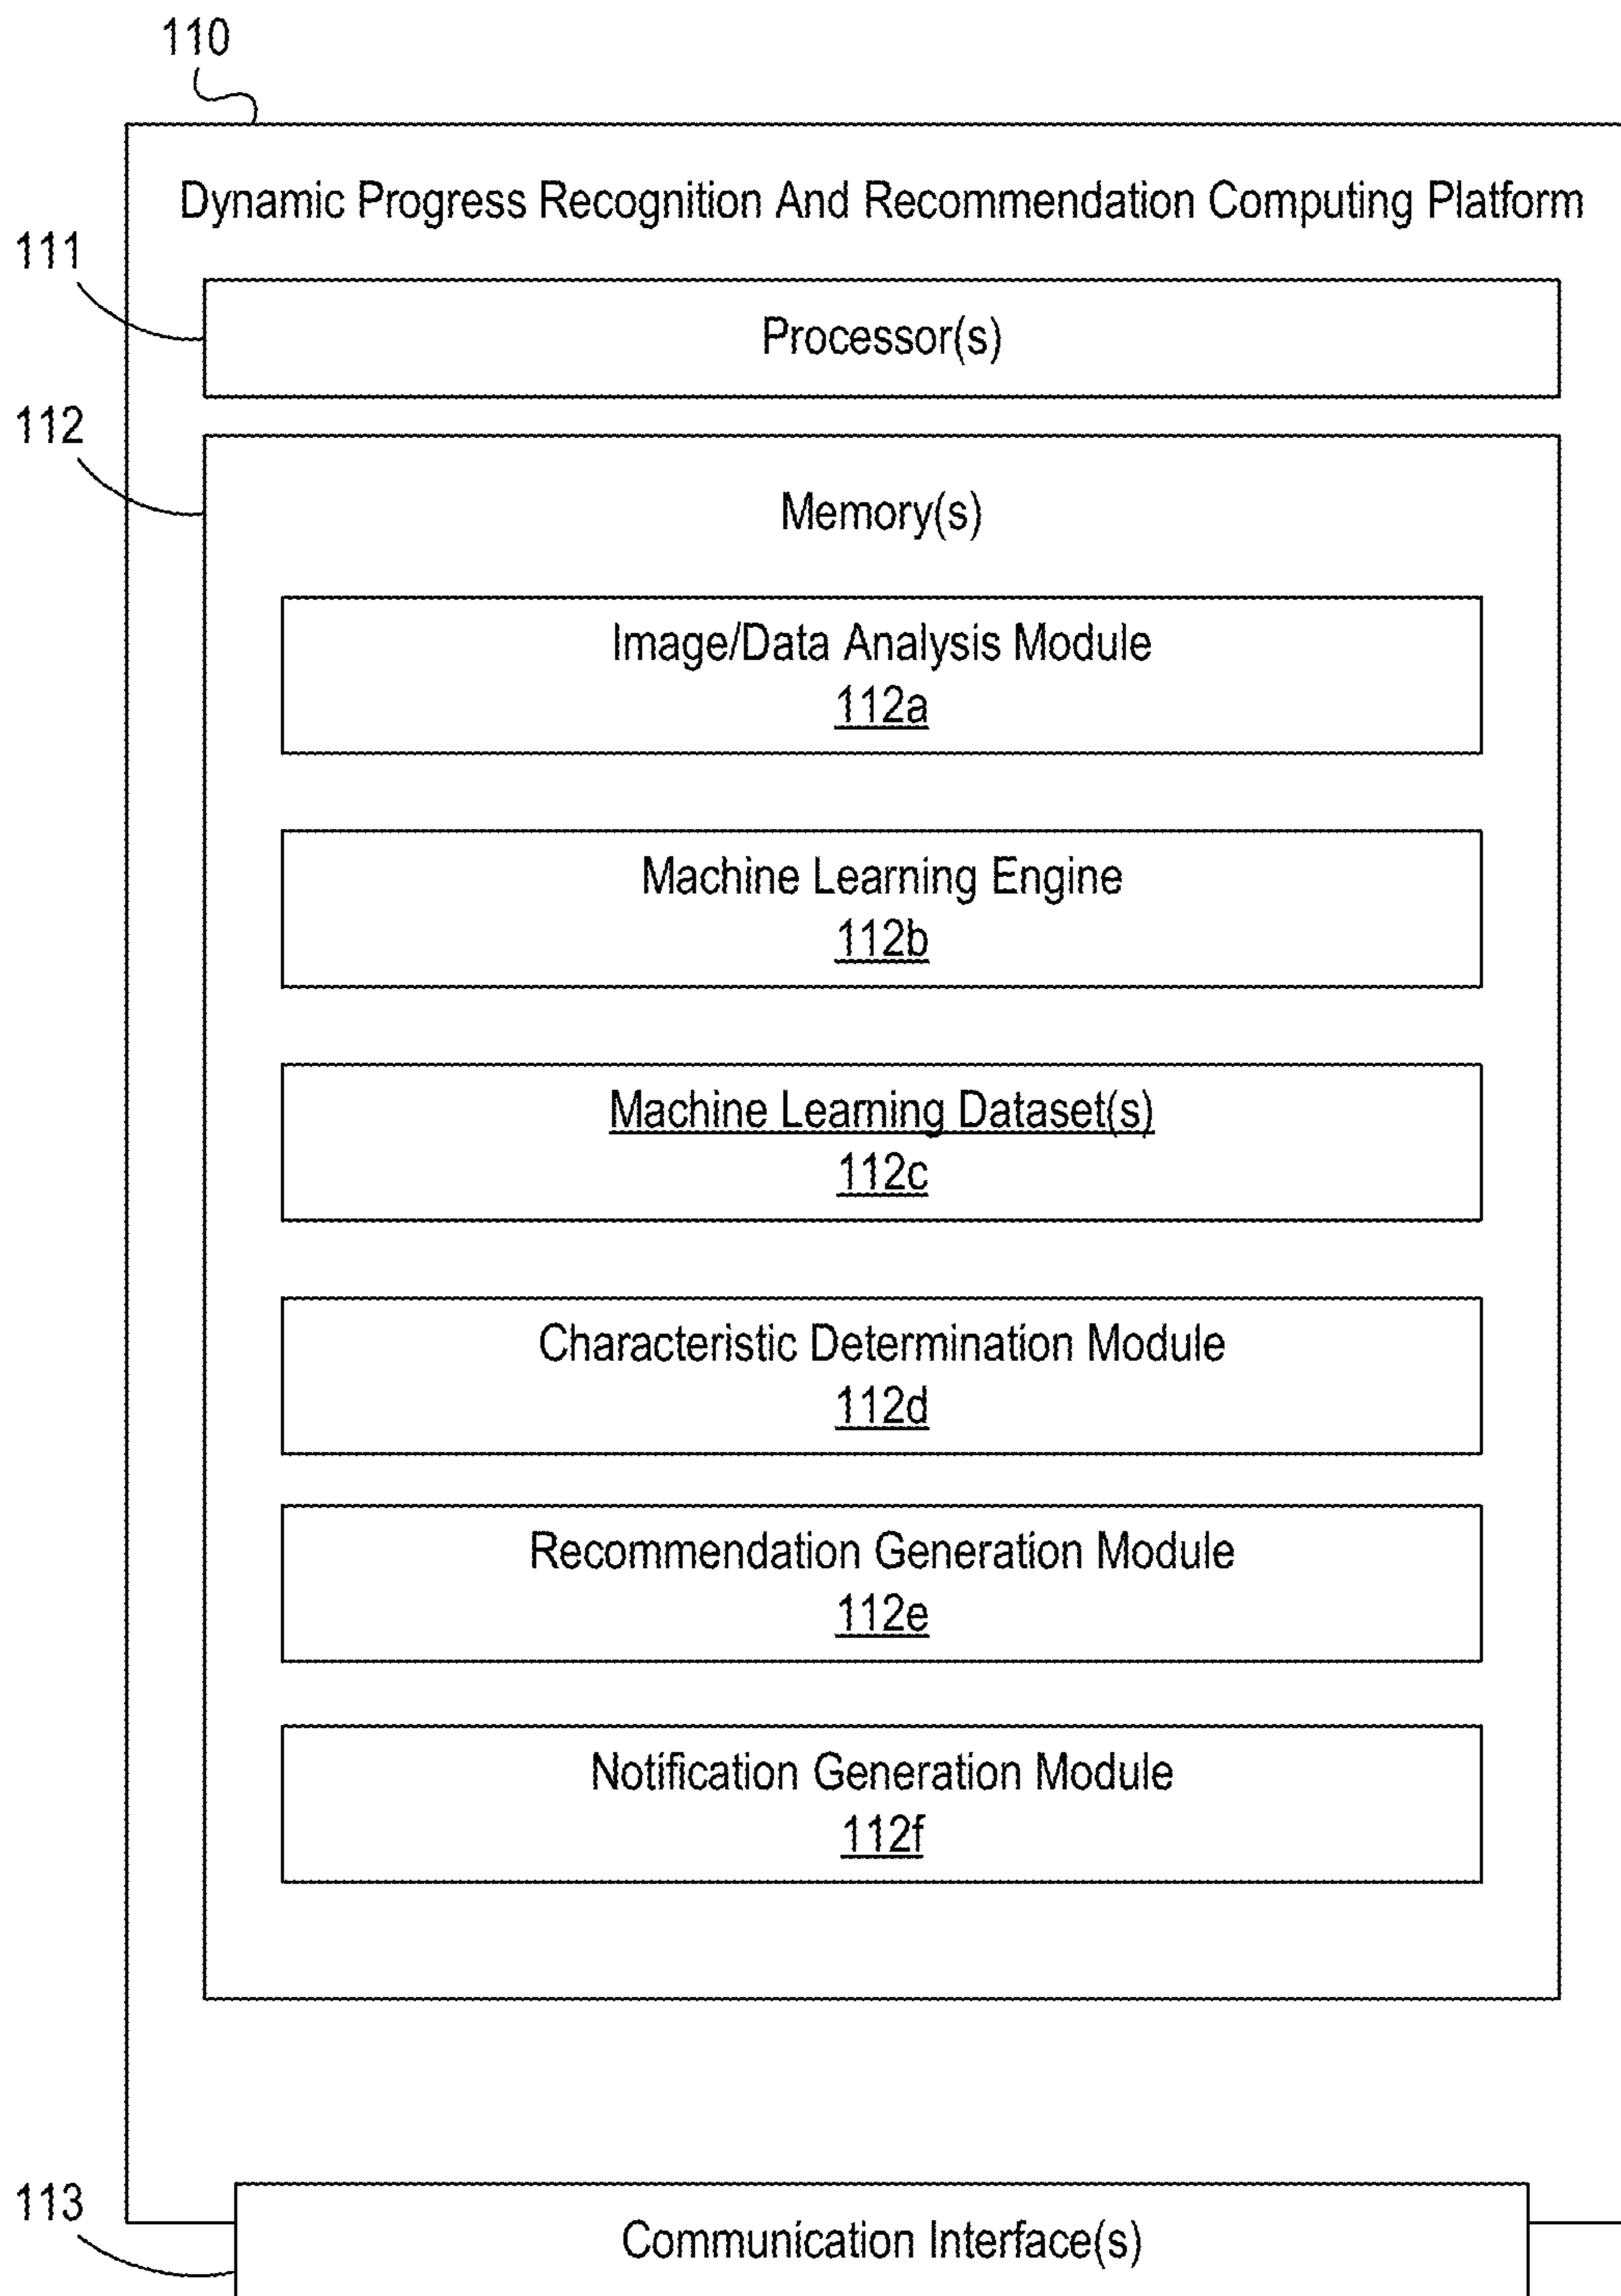 110
Dynamic Progress Recognition And Recommendation Computing Platform
111
Processor(s)
112
Memory(s)
Image/Data Analysis Module
112a
Machine Learning Engine
112b
Machine Learning Dataset(s)
112c
Characteristic Determination Module
112d
Recommendation Generation Module
112e
Notification Generation Module
112f
113
Communication Interface(s)